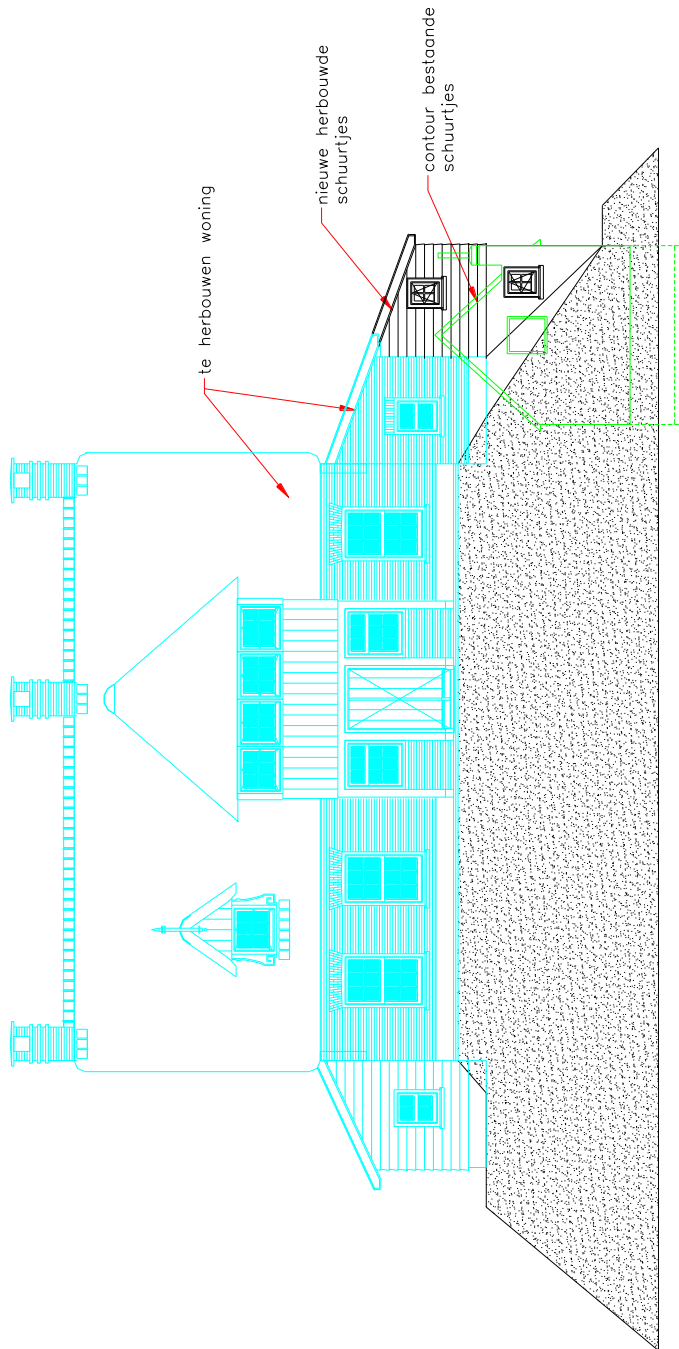 te herbouwen woning
nieuwe herbouwde
schuurtjes
contour bestaande
schuurtjes